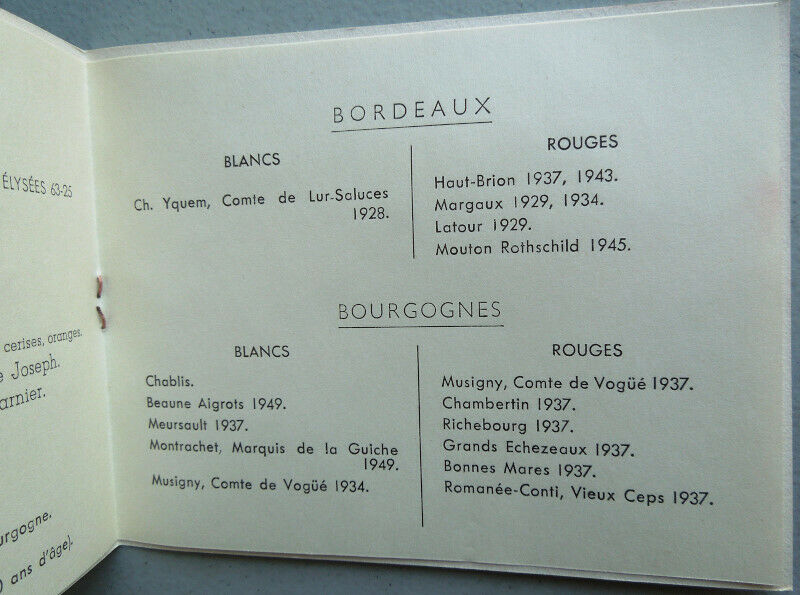 ÉLYSÉES 63-25
cerises, oranges.
Joseph.
ans d'âge).
BORDEAUX
BLANCS
Ch. Yquem, Comte de Lur-Saluces
1928.
ROUGES
Haut-Brion 1937, 1943.
Margaux 1929, 1934.
Latour 1929.
Mouton Rothschild 1945.
BOURGOGNES
BLANCS
Chablis.
Beaune Aigrots 1949.
Meursault 1937.
Montrachet, Marquis de la Guiche
1949.
Musigny, Comte de Vogüé 1934.
ROUGES
Musigny, Comte de Vogüé 1937.
Chambertin 1937.
Richebourg 1937.
Grands Echezeaux 1937.
Bonnes Mares 1937.
Romanée-Conti, Vieux Ceps 1937.